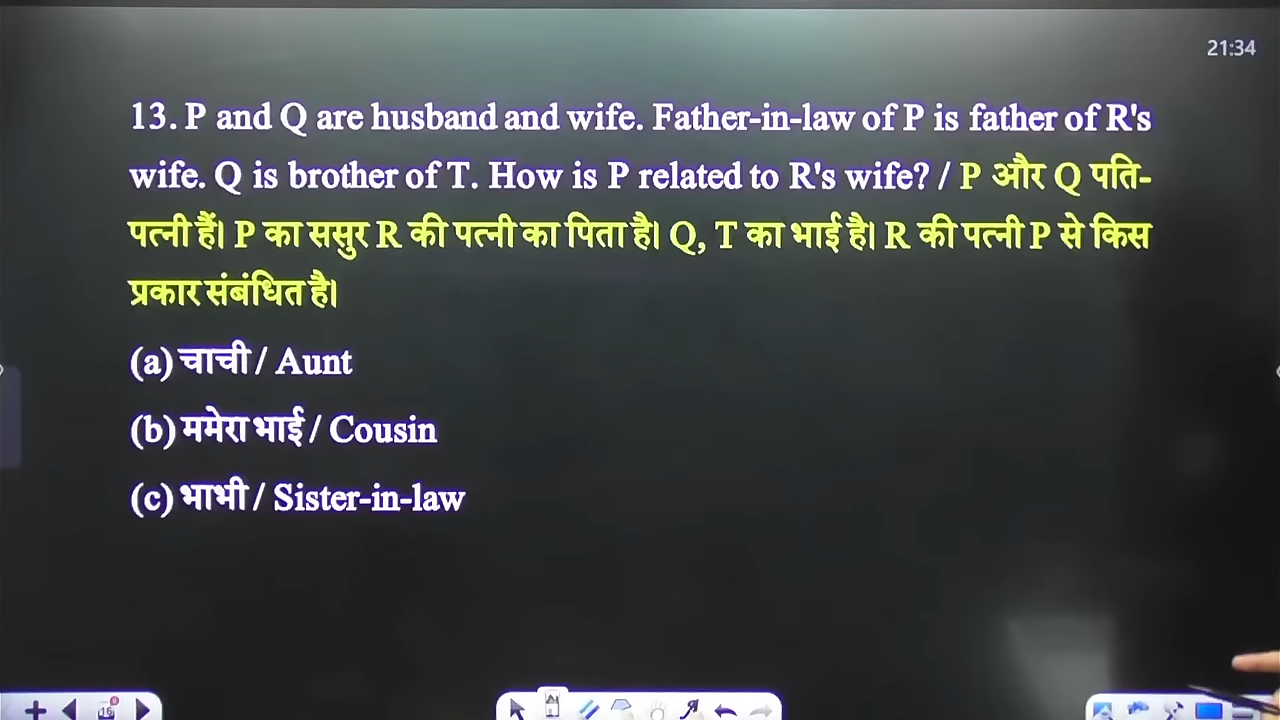 21:34
13. P and Q are husband and wife. Father-in-law of P is father of R's
wife. Q is brother of T. How is P related to R's wife? / P और Q पति-
पत्नी हैं। P का ससुर R की पत्नी का पिता है। Q, T का भाई है। R की पत्नी P से किस
प्रकार संबंधित है।
(a) चाची / Aunt
(b) ममेरा भाई / Cousin
(c) भाभी / Sister-in-law
16